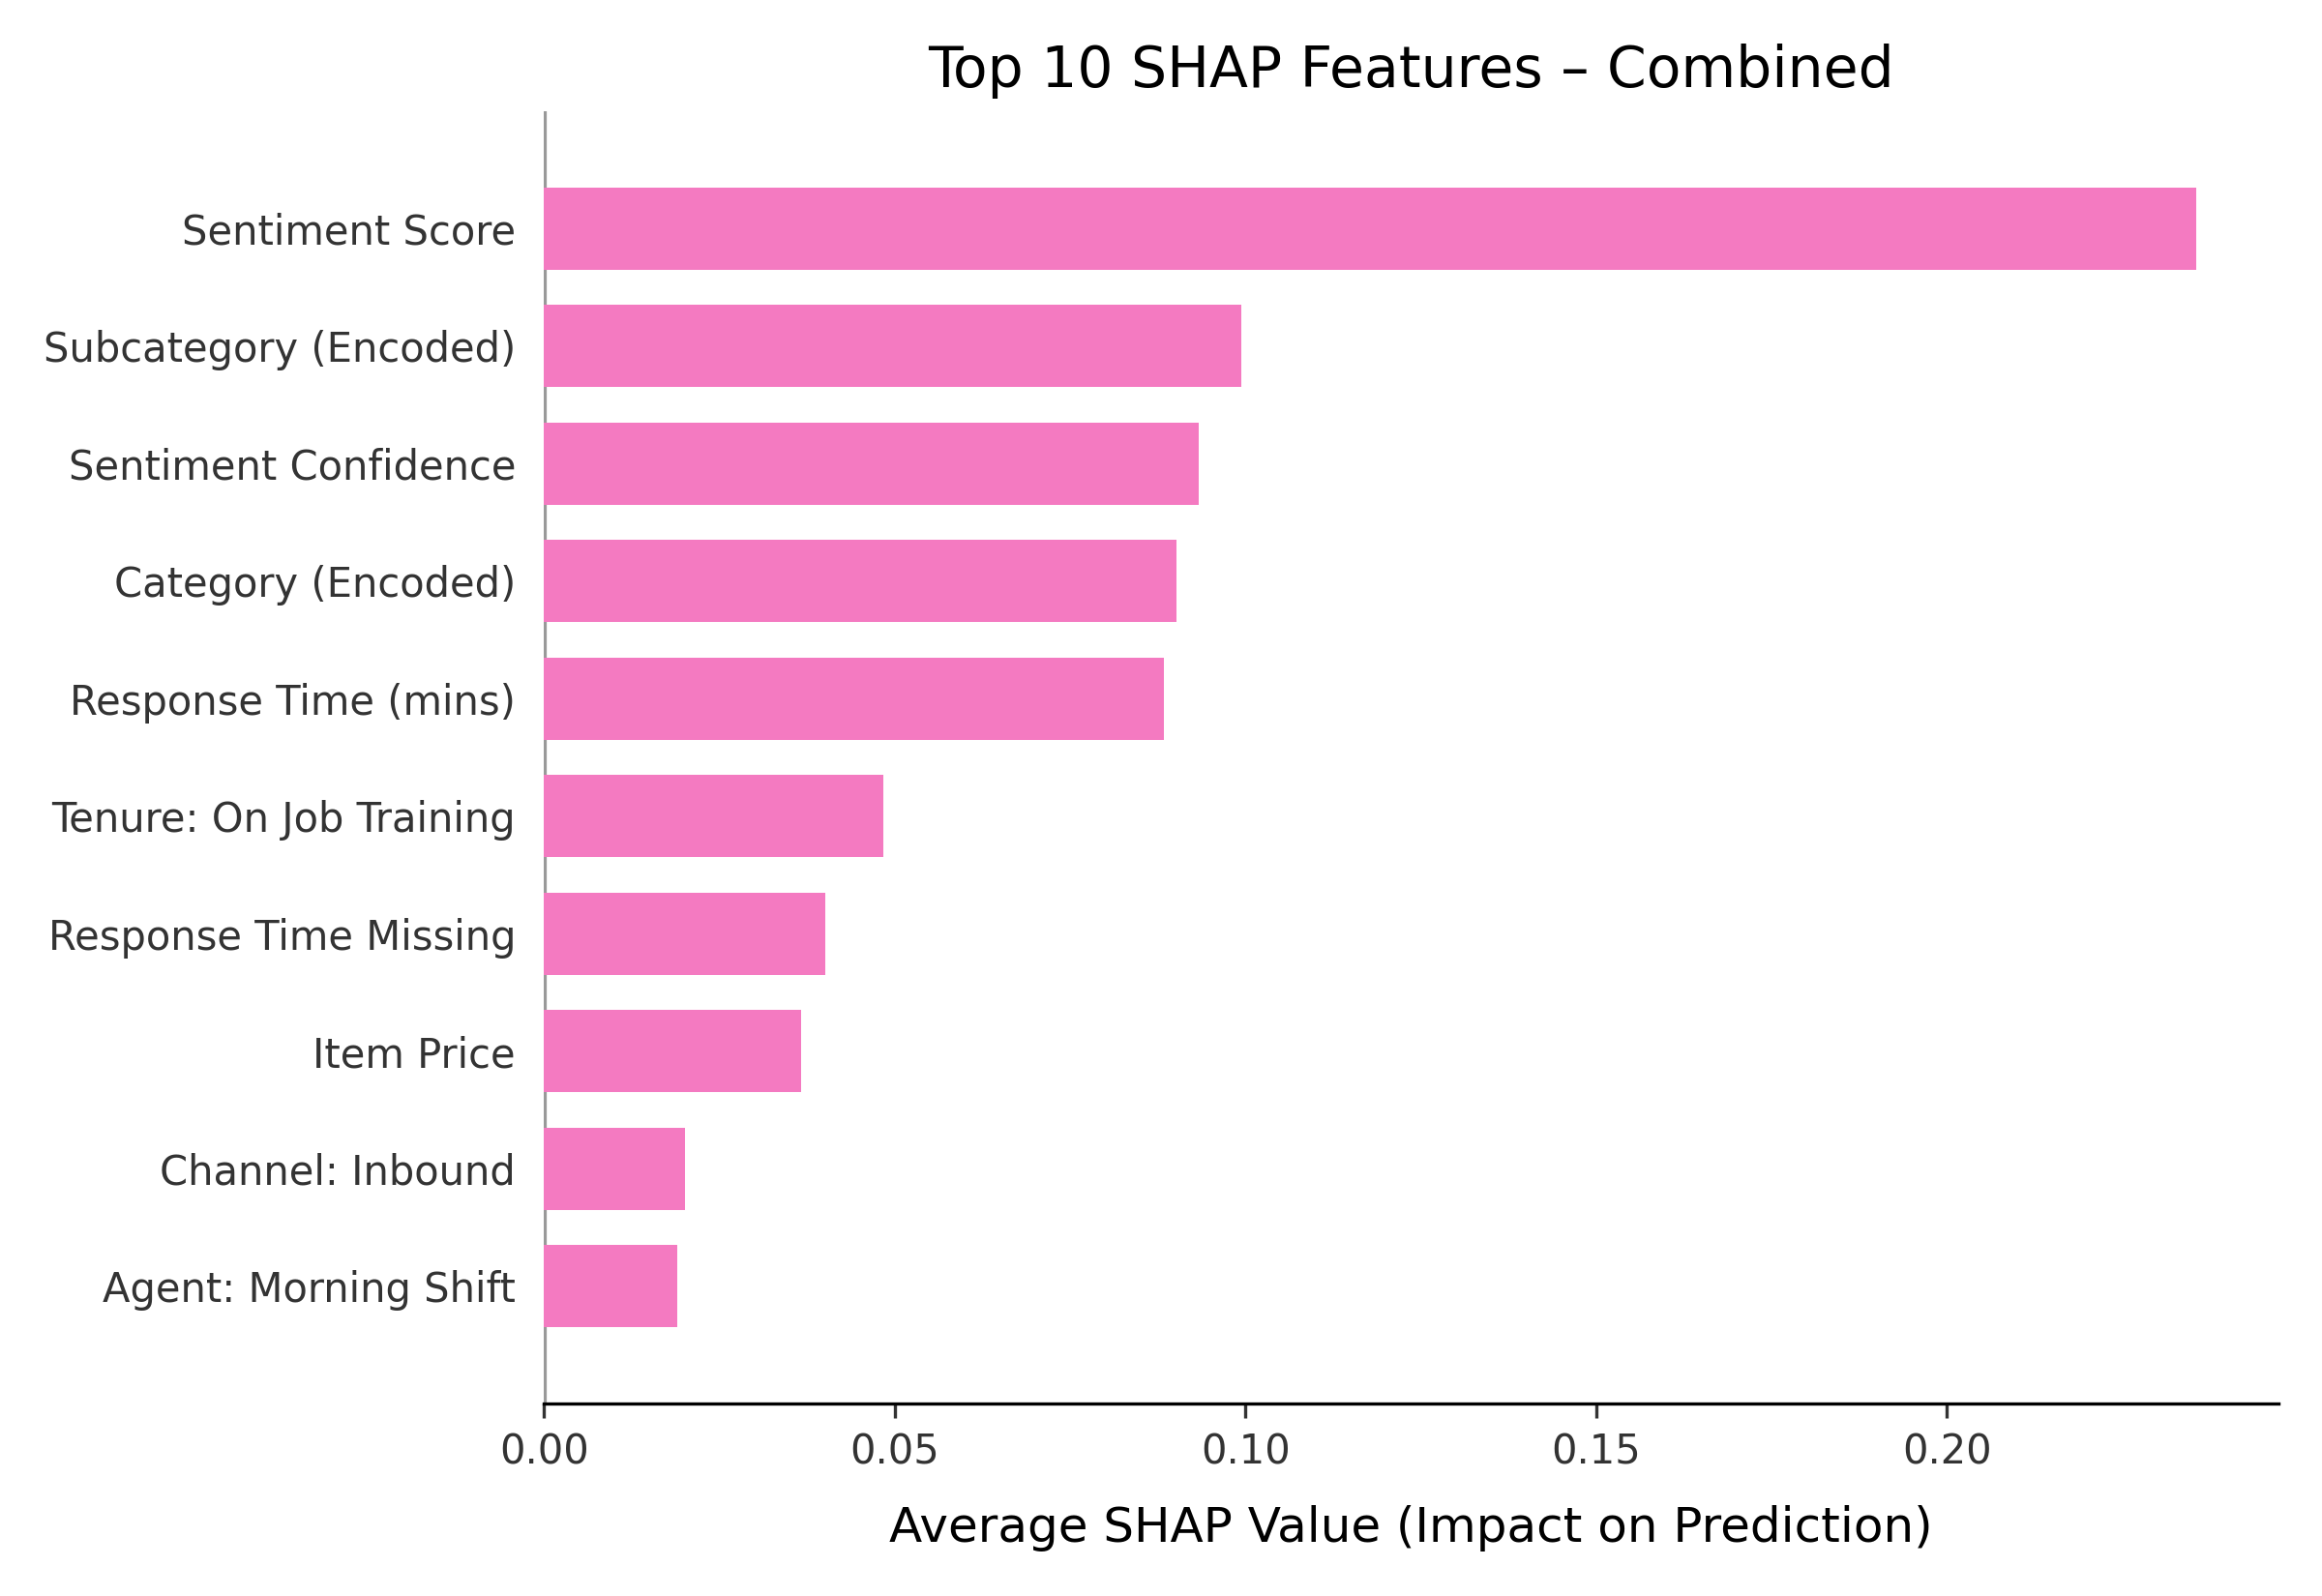 Top 10 SHAP Features – Combined
Sentiment Score
Subcategory (Encoded)
Sentiment Confidence
Category (Encoded)
Response Time (mins)
Tenure: On Job Training
Response Time Missing
Item Price
Channel: Inbound
Agent: Morning Shift
0.00 0.05 0.10 0.15 0.20
Average SHAP Value (Impact on Prediction)